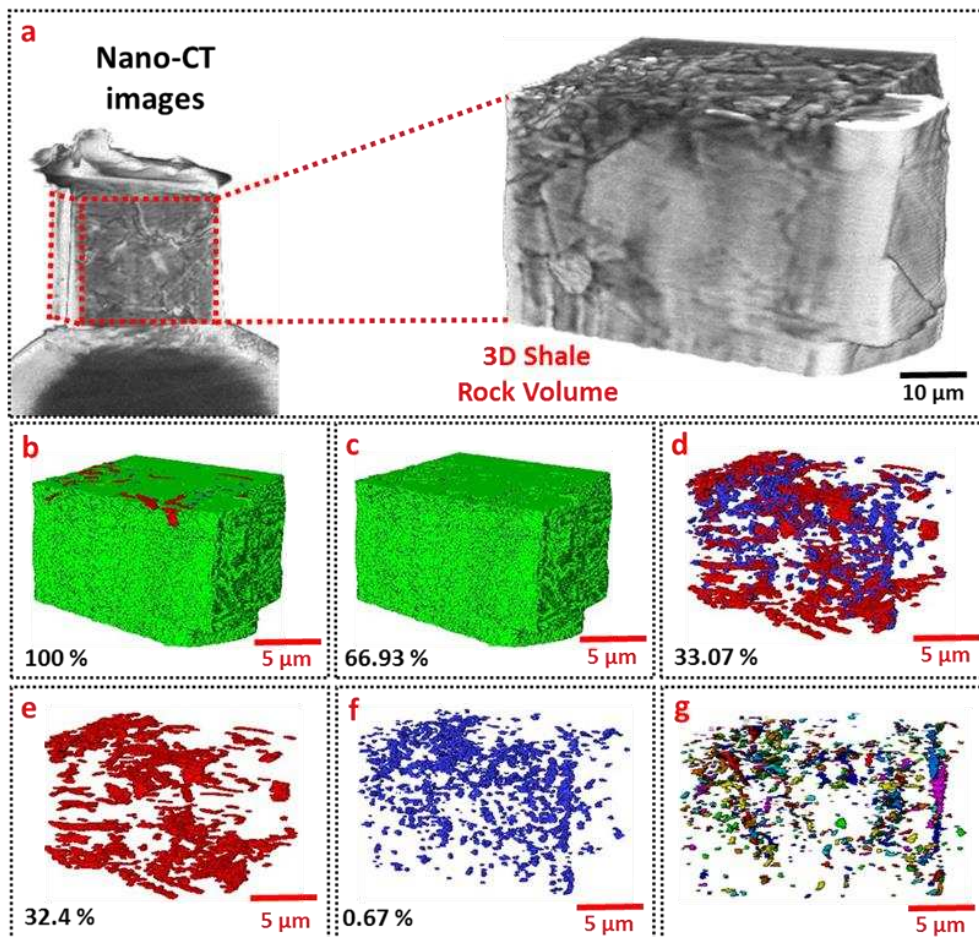 a
Nano-CT
images
3D Shale
Rock Volume
10 µm
b
100 %
5 µm
c
66.93 %
5 µm
d
33.07 %
5 µm
e
32.4 %
5 µm
f
0.67 %
5 µm
g
5 µm